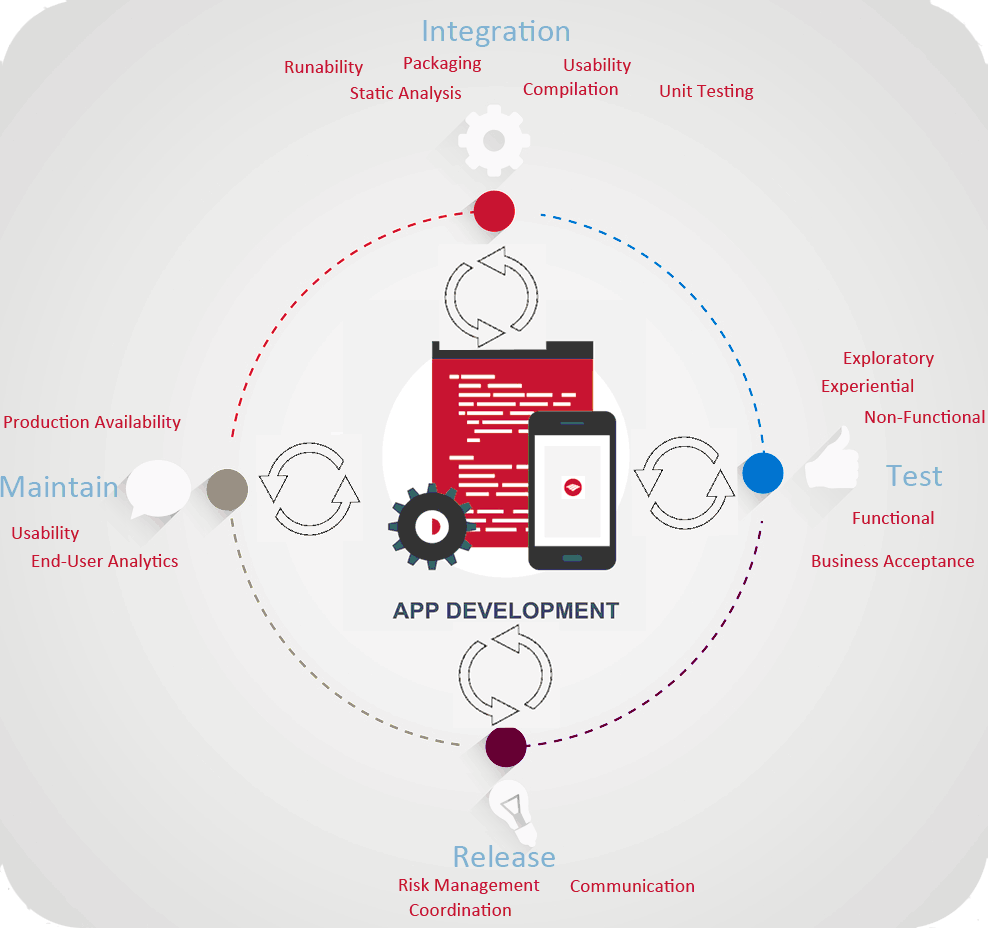 Integration
Runability
Packaging
Usability
Static Analysis
Compilation
Unit Testing
Exploratory
Experiential
Non-Functional
Production Availability
Maintain
Test
Usability
Functional
End-User Analytics
Business Acceptance
APP DEVELOPMENT
Release
Risk Management
Communication
Coordination